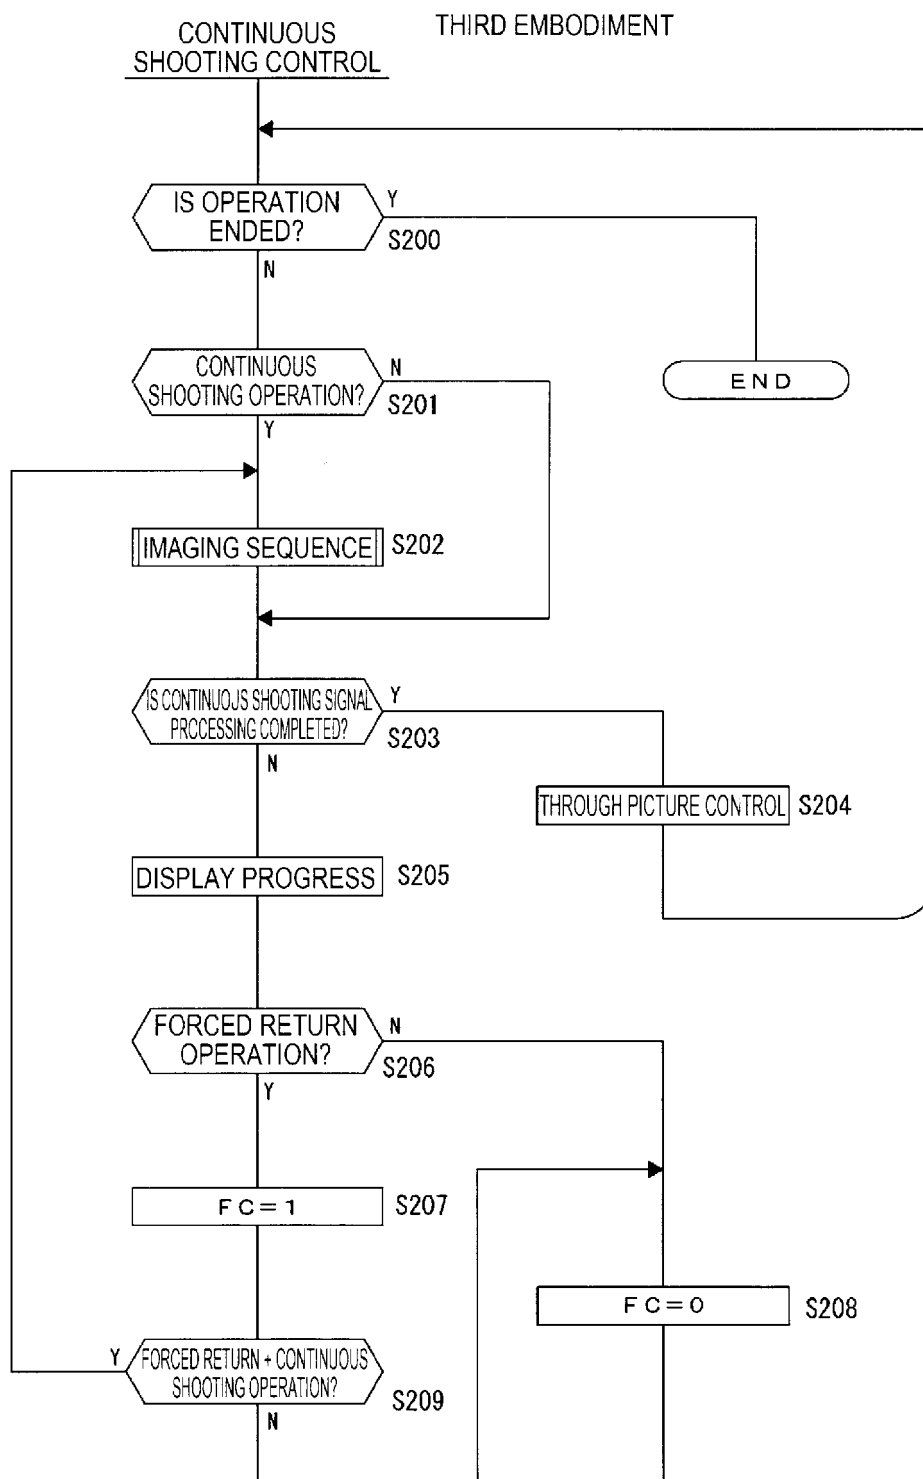 THIRD EMBODIMENT
CONTINUOUS
SHOOTING CONTROL
IS OPERATION
ENDED?
Y
S200
N
CONTINUOUS
SHOOTING OPERATION?
N
S201
Y
END
IMAGING SEQUENCE
S202
IS CONTINUOUS SHOOTING SIGNAL
PROCESSING COMPLETED?
Y
S203
N
THROUGH PICTURE CONTROL
S204
DISPLAY PROGRESS
S205
FORCED RETURN
OPERATION?
N
S206
Y
FC=1
S207
FC=0
S208
Y
FORCED RETURN + CONTINUOUS
SHOOTING OPERATION?
S209
N